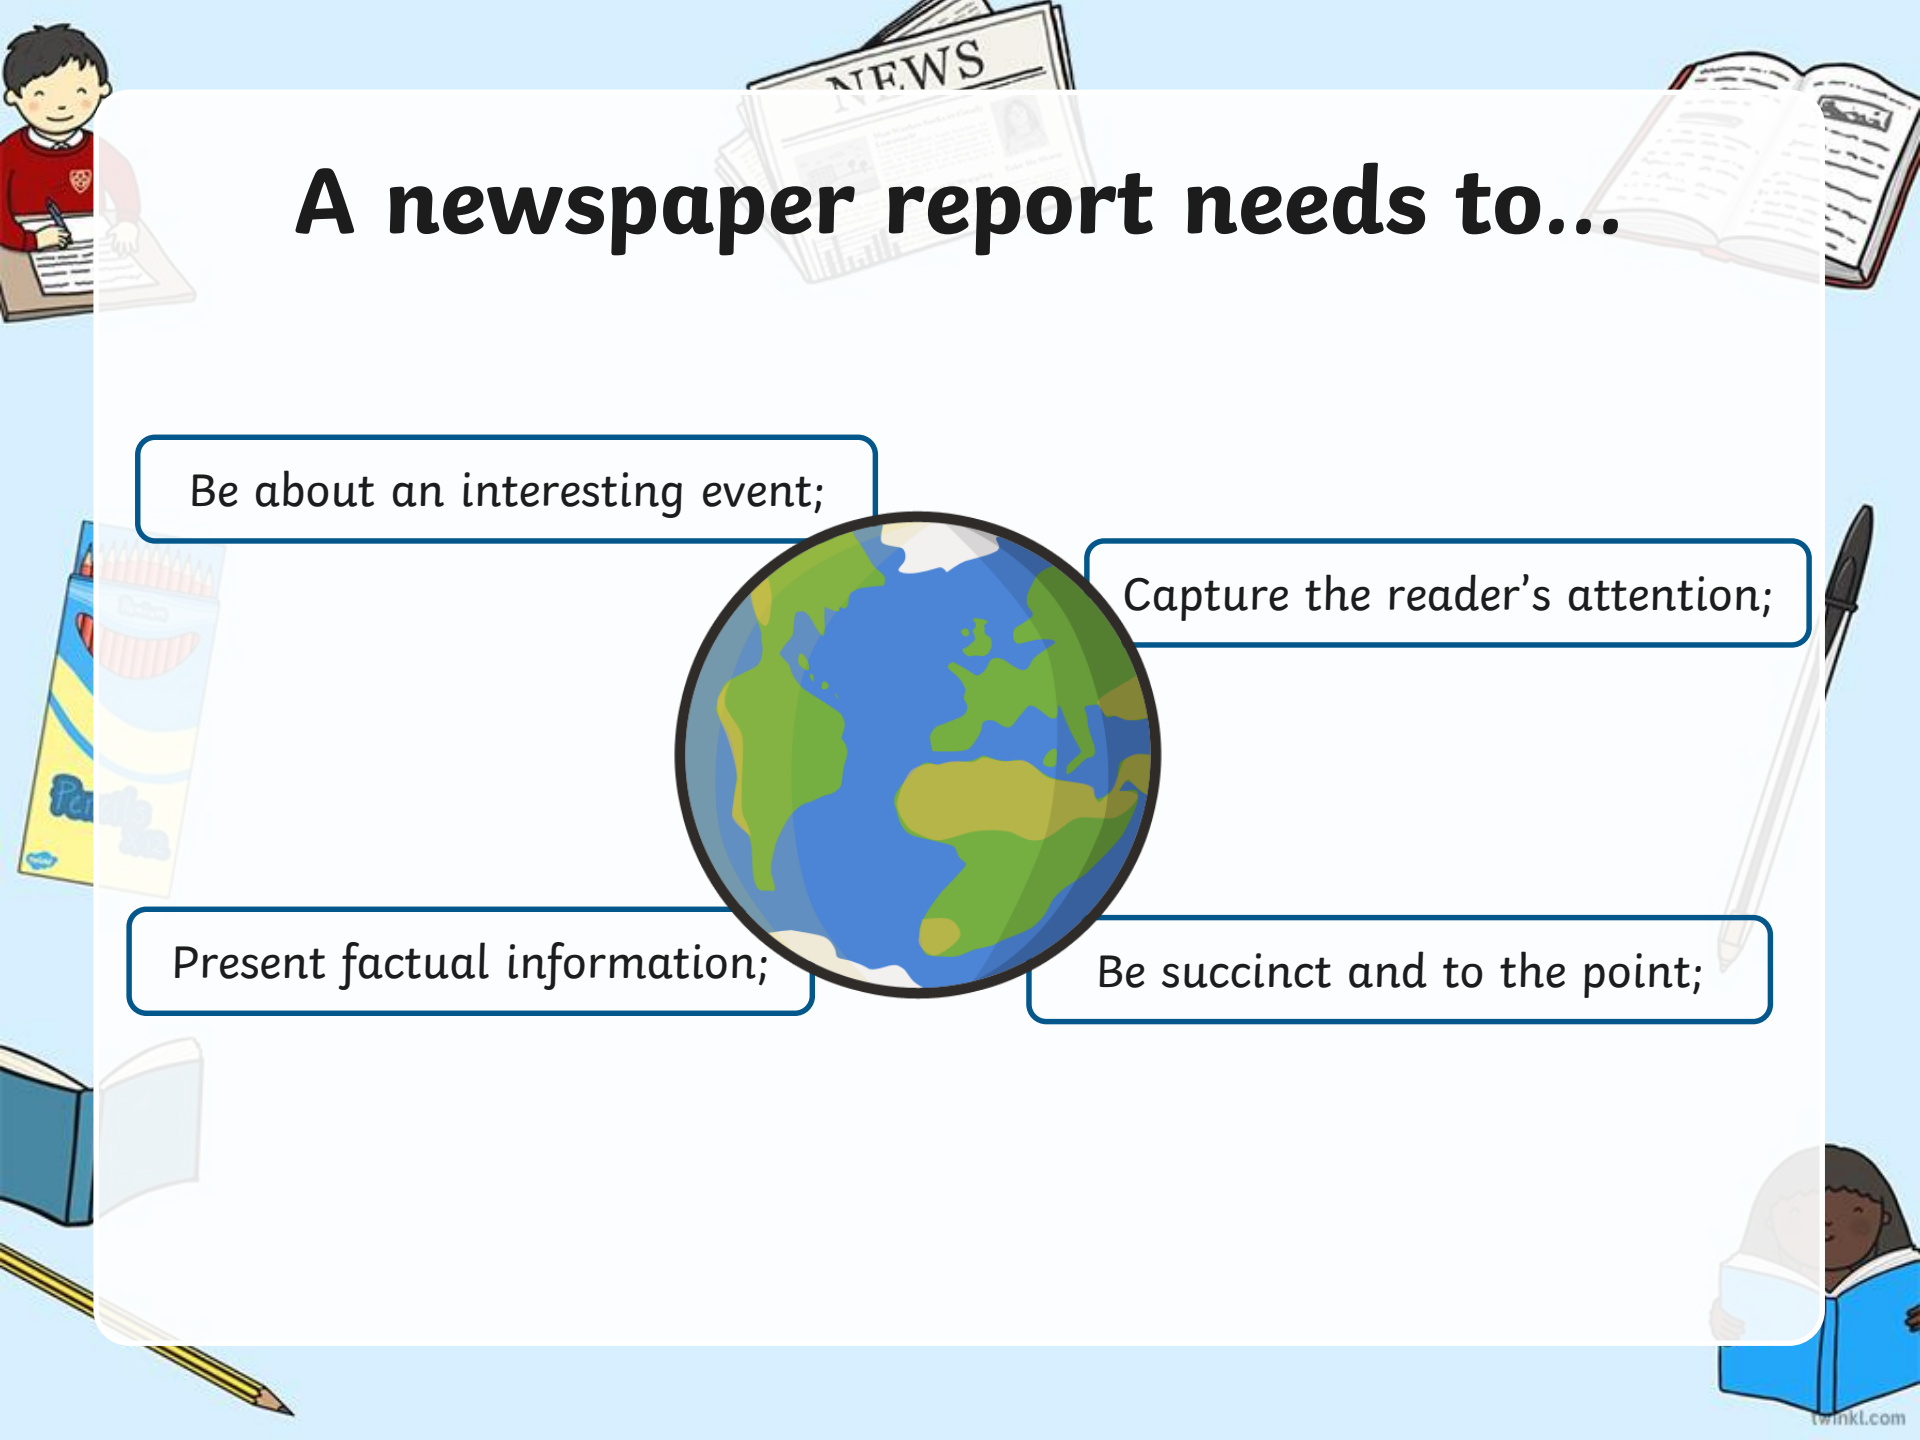 NEWS
A newspaper report needs to...
Be about an interesting event;
Capture the reader's attention;
Present factual information;
Be succinct and to the point;
Pencils
twinkl.com